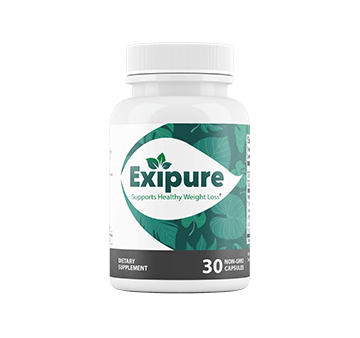 Exipure
Supports Healthy Weight Loss†
DIETARY
SUPPLEMENT
30
NON-GMO
CAPSULES